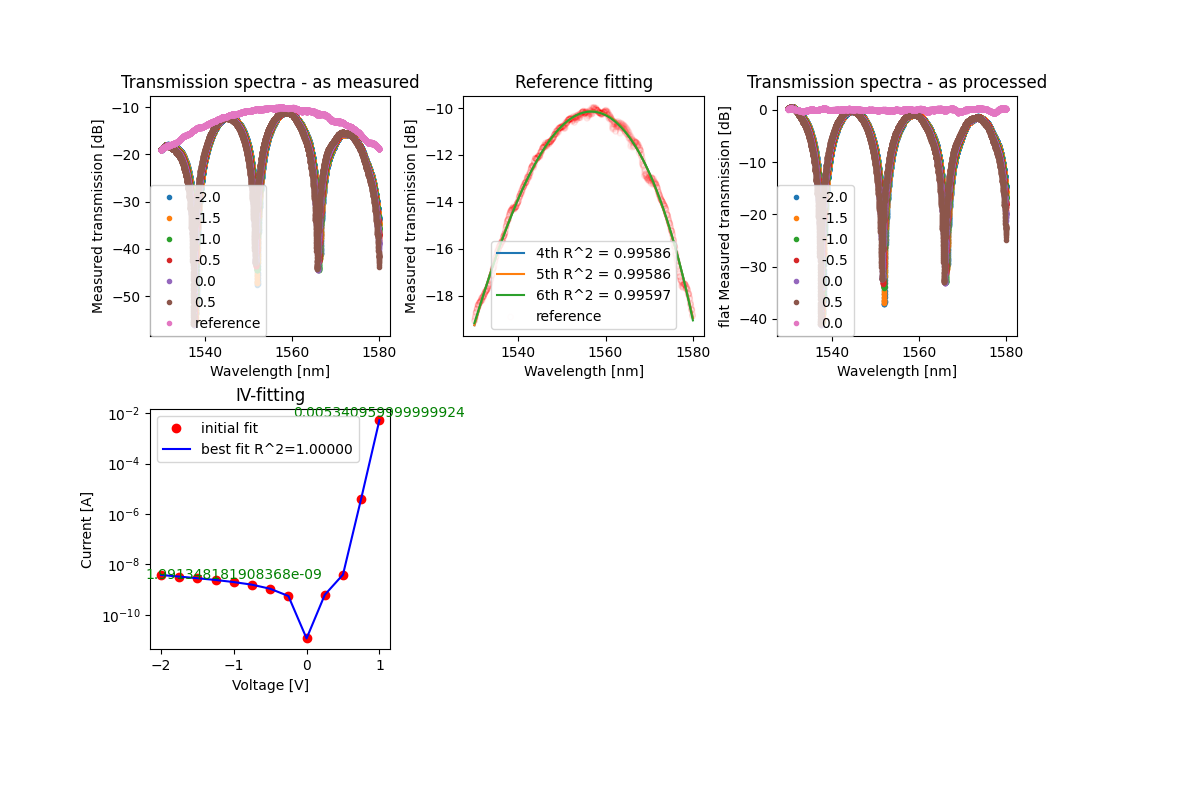 Transmission spectra - as measured
Measured transmission [dB]
−10
−20
−30
−40
−50
-2.0
-1.5
-1.0
-0.5
0.0
0.5
reference
1540
1560
1580
Wavelength [nm]
Reference fitting
Measured transmission [dB]
−10
−12
−14
−16
−18
4th R^2 = 0.99586
5th R^2 = 0.99586
6th R^2 = 0.99597
reference
1540
1560
1580
Wavelength [nm]
Transmission spectra - as processed
flat Measured transmission [dB]
0
−10
−20
−30
−40
-2.0
-1.5
-1.0
-0.5
0.0
0.5
0.0
1540
1560
1580
Wavelength [nm]
IV-fitting
0.005340959999999924
Current [A]
10^−2
10^−4
10^−6
10^−8
10^−10
initial fit
best fit R^2=1.00000
−2
−1
0
1
Voltage [V]